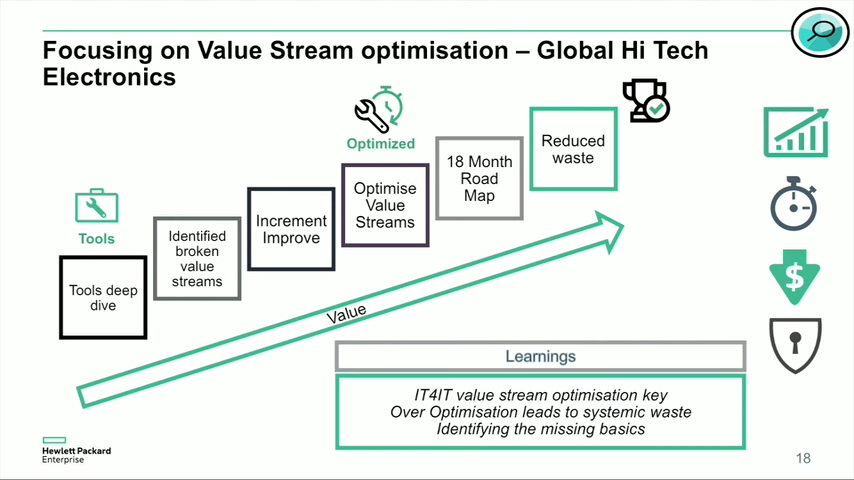 Focusing on Value Stream optimisation – Global Hi Tech
Electronics
Tools
Optimized
Tools deep
dive
Identified
broken
value
streams
Increment
Improve
Optimise
Value
Streams
18 Month
Road
Map
Reduced
waste
Value
$
Learnings
IT4IT value stream optimisation key
Over Optimisation leads to systemic waste
Identifying the missing basics
Hewlett Packard
Enterprise
18